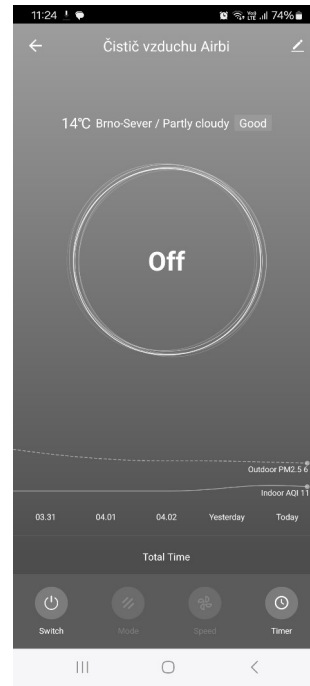 11:24
74%
Čistič vzduchu Airbi
14°C Brno-Sever / Partly cloudy Good
Off
Outdoor PM2.5 6
Indoor AQI 11
03.31 04.01 04.02 Yesterday Today
Total Time
Switch Mode Speed Timer